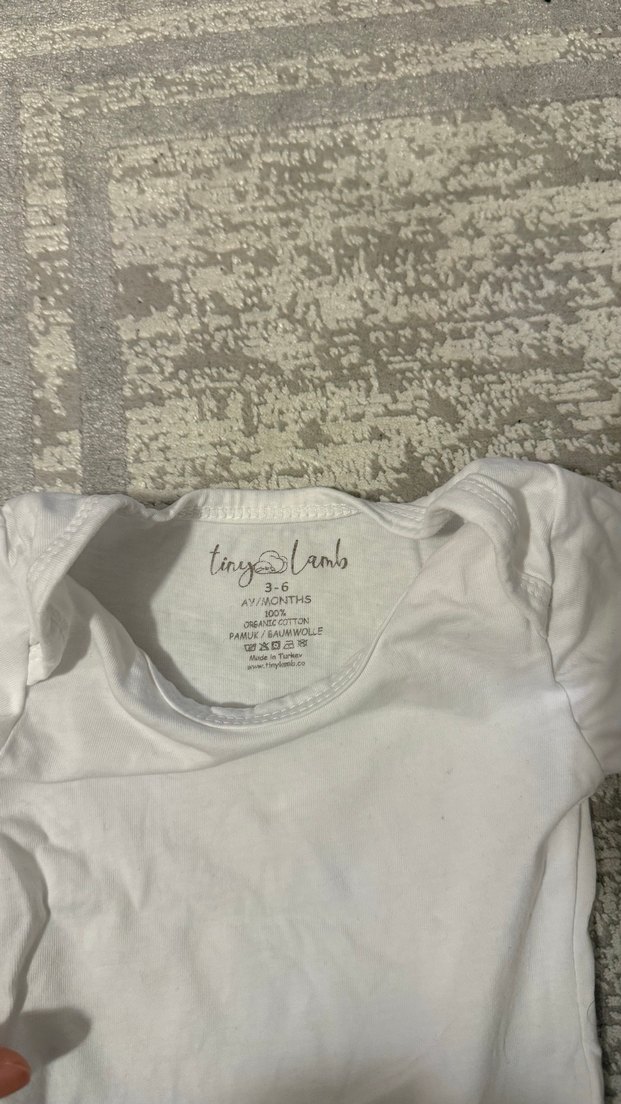 tiny lamb
3-6
AY/MONTHS
100%
ORGANIC COTTON
PAMUK / BAUMWOLLE
Made in Turkey
www.tinylamb.co